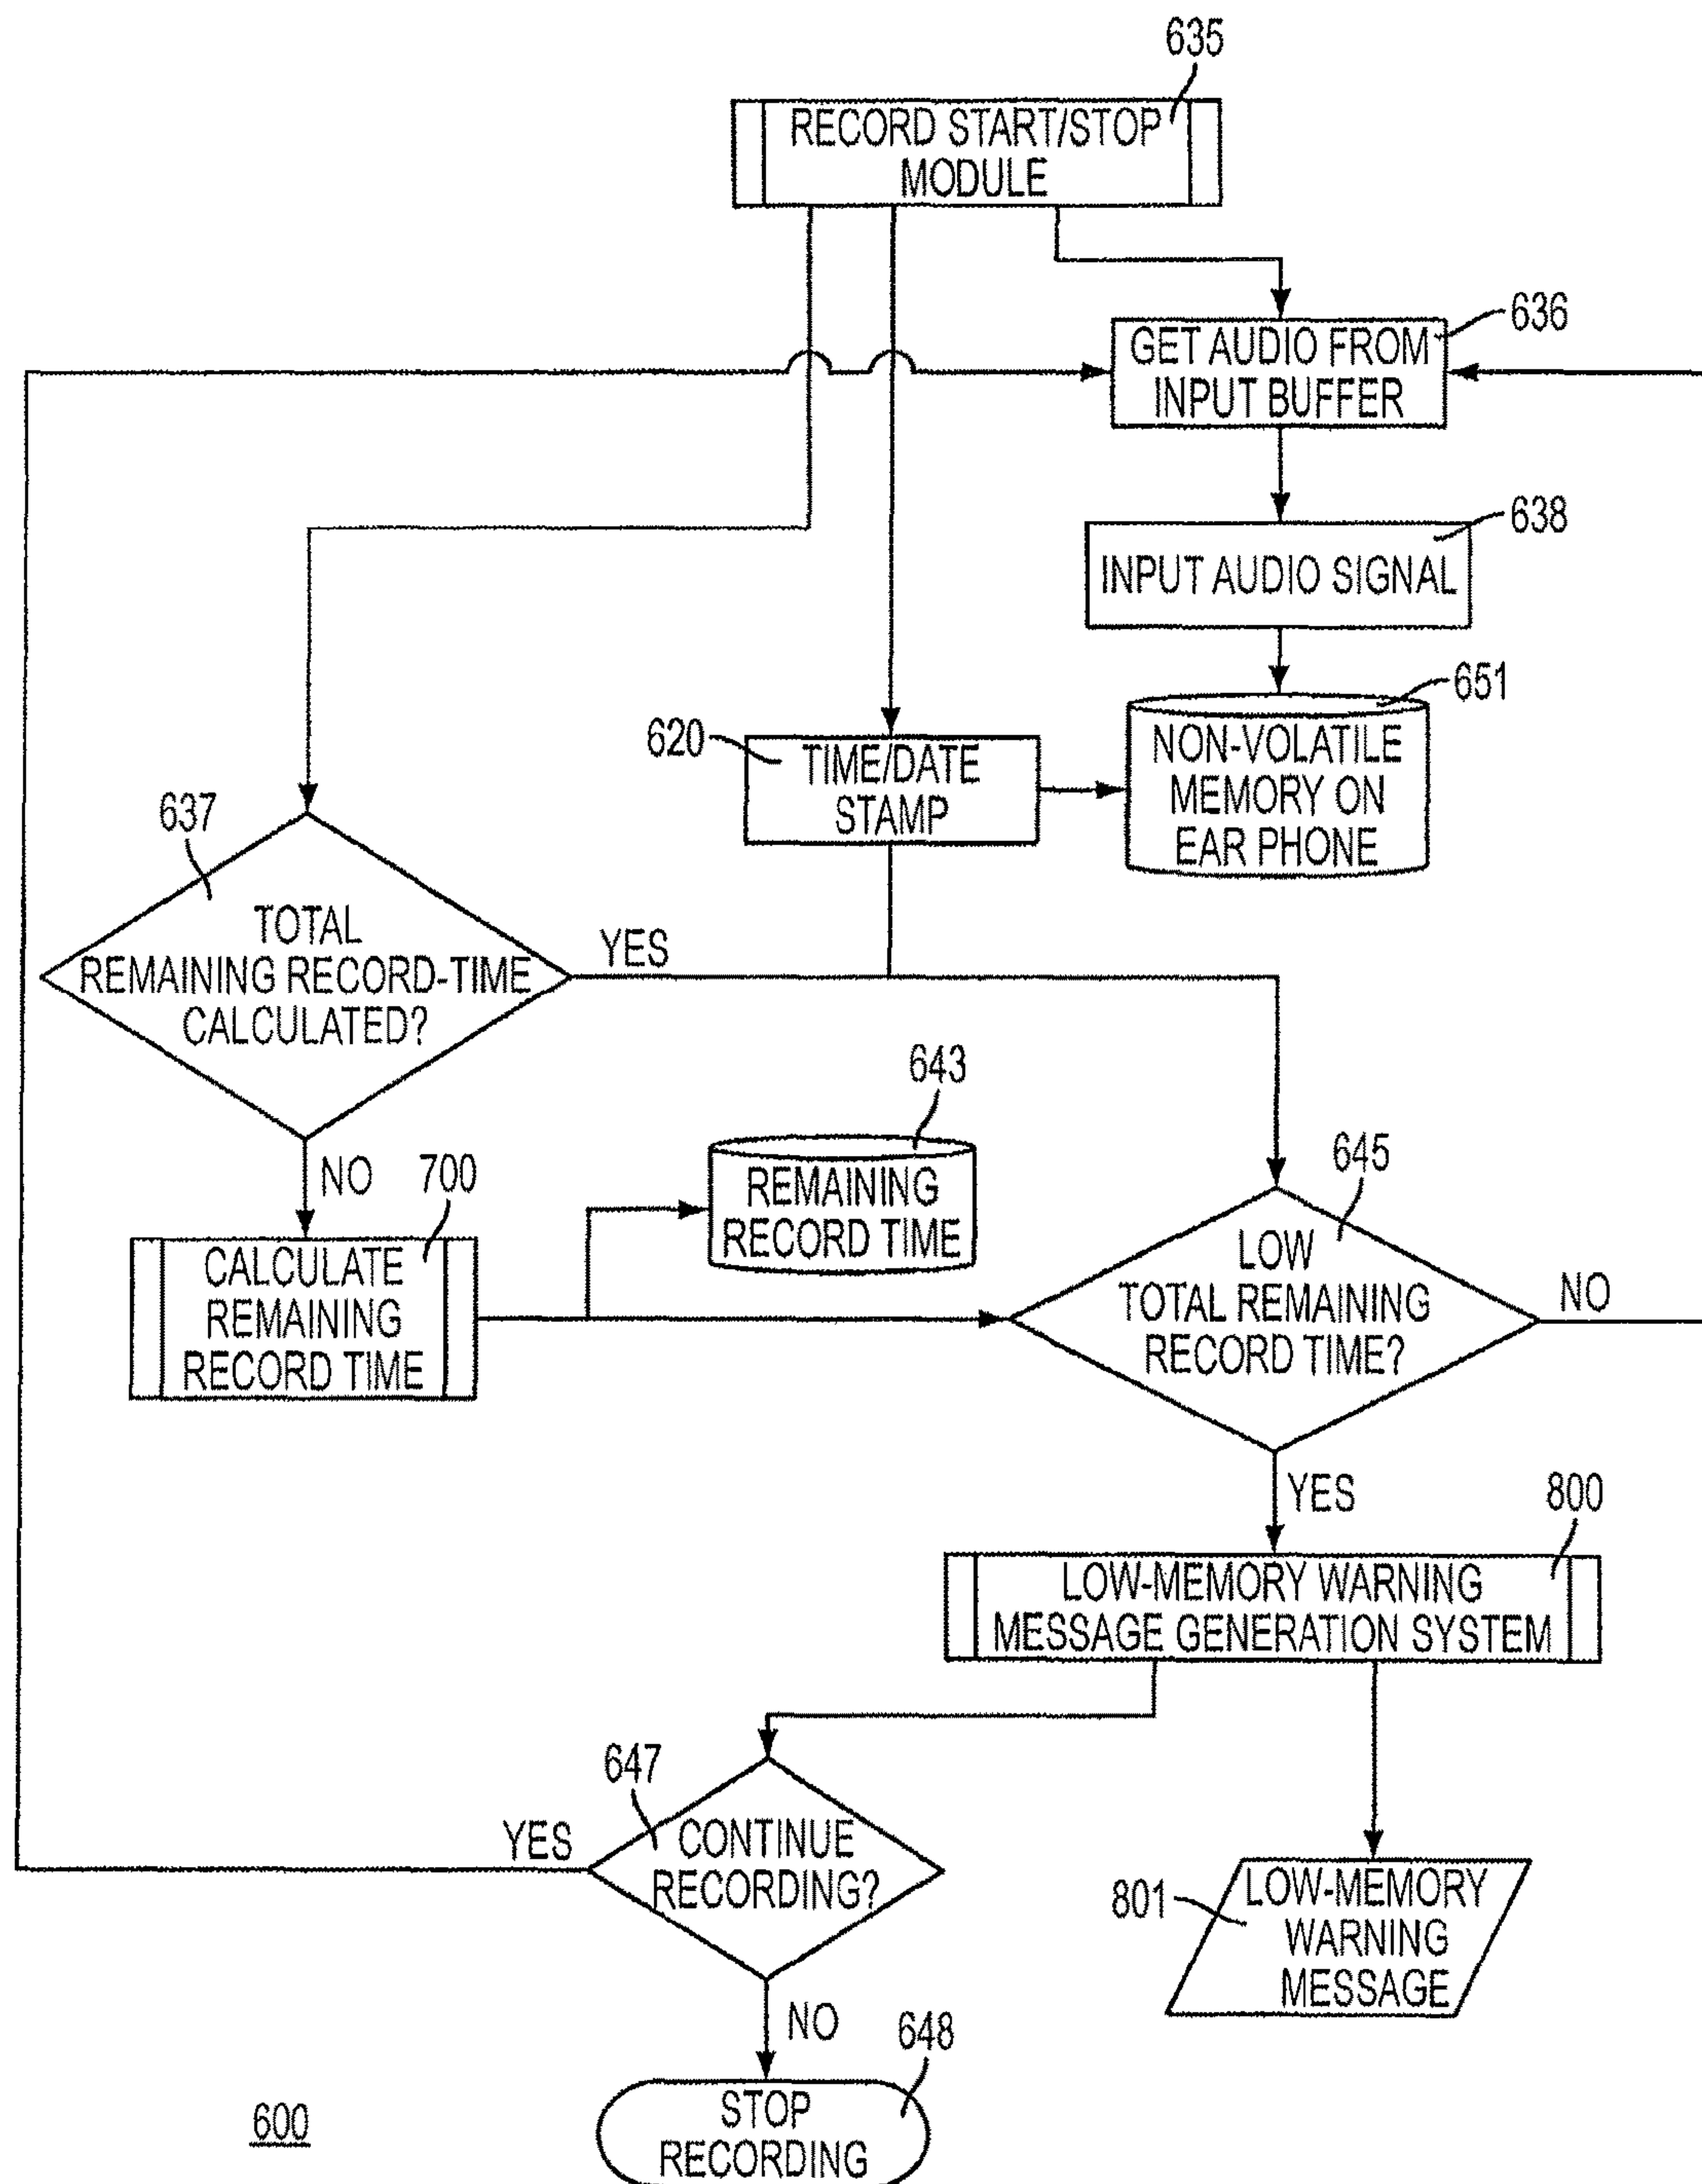 635
RECORD START/STOP
MODULE
636
GET AUDIO FROM
INPUT BUFFER
638
INPUT AUDIO SIGNAL
651
NON-VOLATILE
MEMORY ON
EAR PHONE
620
TIME/DATE
STAMP
637
TOTAL
REMAINING RECORD-TIME
CALCULATED?
YES
NO
643
REMAINING
RECORD TIME
700
CALCULATE
REMAINING
RECORD TIME
645
LOW
TOTAL REMAINING
RECORD TIME?
NO
YES
800
LOW-MEMORY WARNING
MESSAGE GENERATION SYSTEM
647
CONTINUE
RECORDING?
YES
NO
801
LOW-MEMORY
WARNING
MESSAGE
648
STOP
RECORDING
600